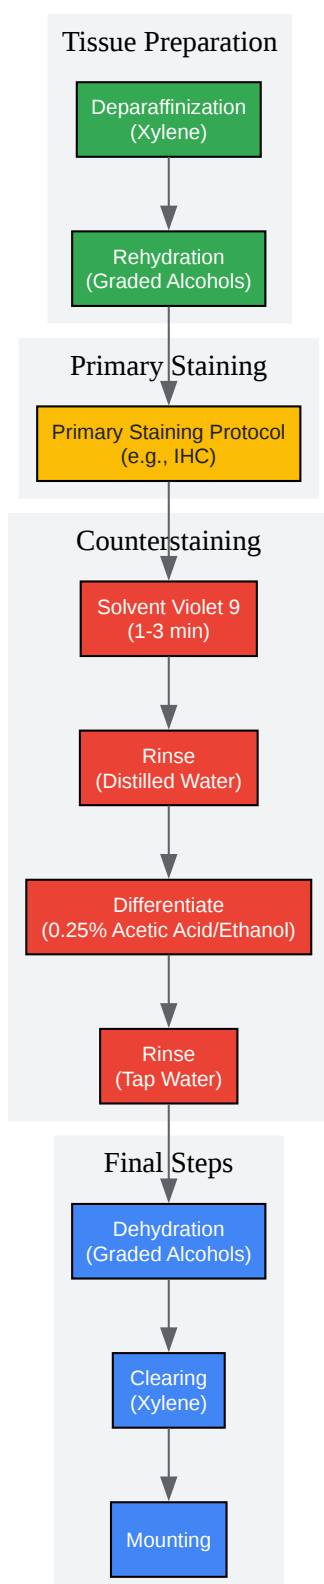 Tissue Preparation
Deparaffinization
(Xylene)
Rehydration
(Graded Alcohols)
Primary Staining
Primary Staining Protocol
(e.g., IHC)
Counterstaining
Solvent Violet 9
(1-3 min)
Rinse
(Distilled Water)
Differentiate
(0.25% Acetic Acid/Ethanol)
Rinse
(Tap Water)
Final Steps
Dehydration
(Graded Alcohols)
Clearing
(Xylene)
Mounting